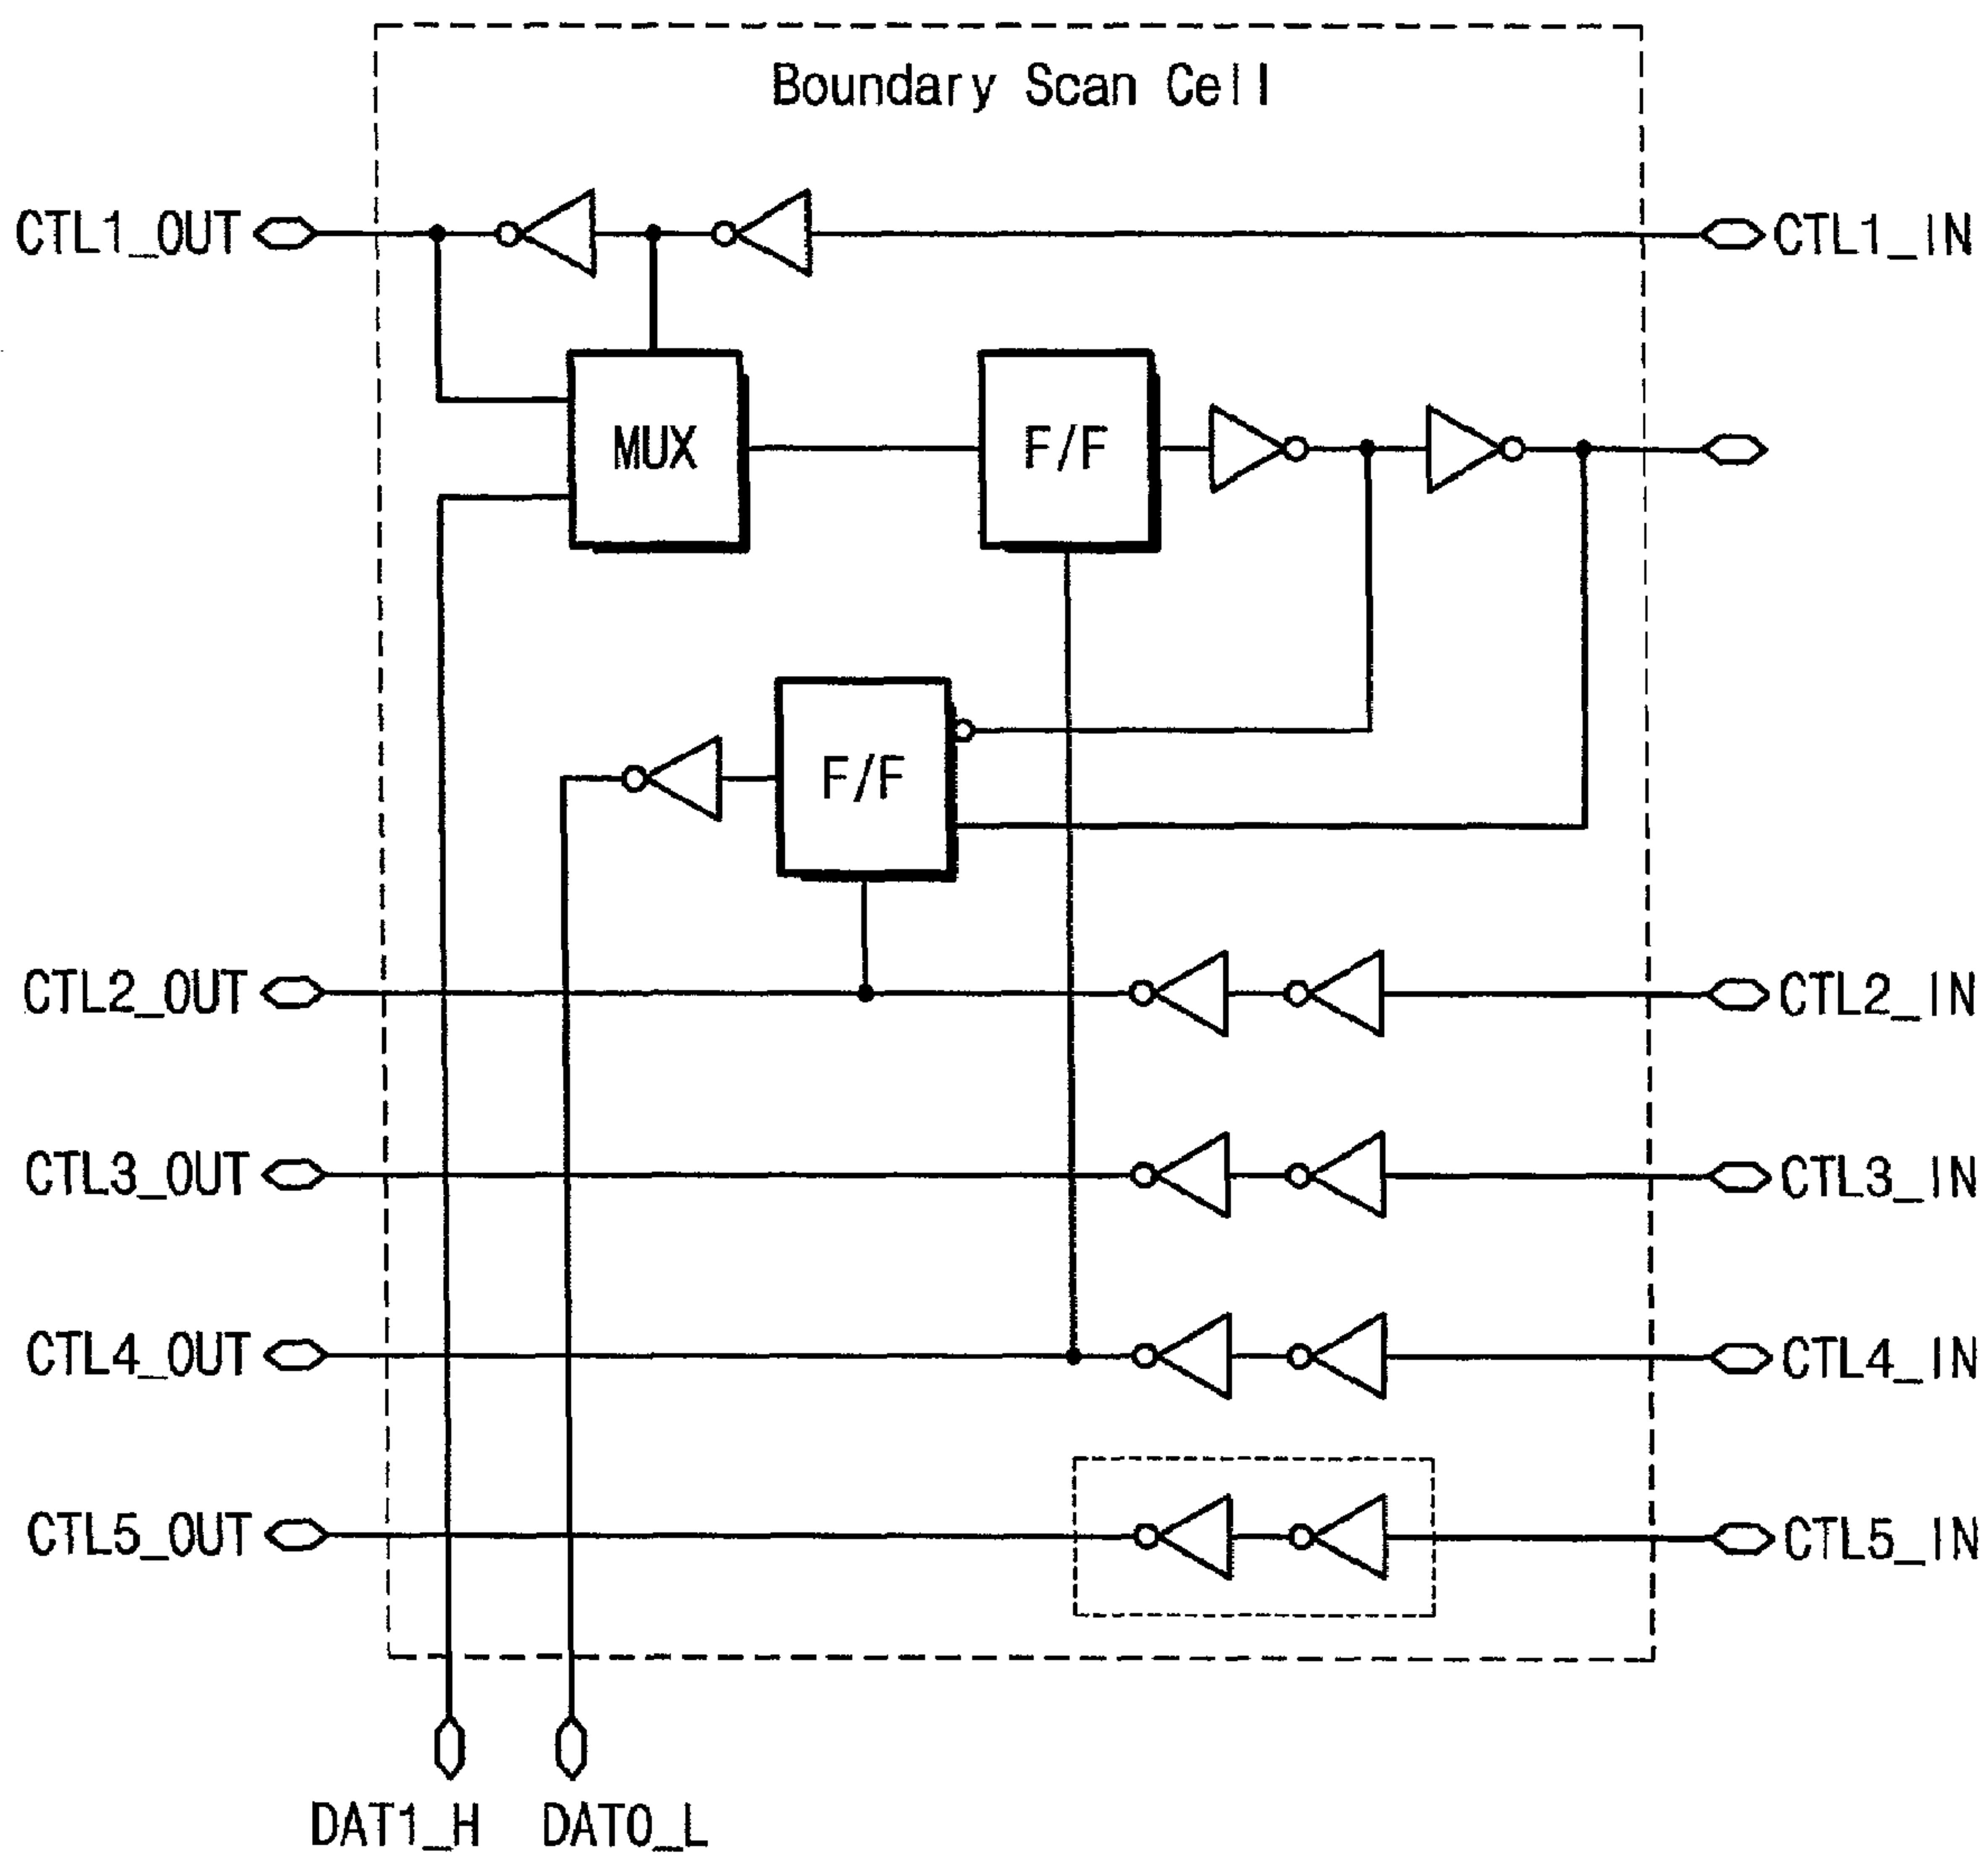 Boundary Scan Cell
CTL1_OUT
CTL1_IN
MUX
F/F
F/F
CTL2_OUT
CTL2_IN
CTL3_OUT
CTL3_IN
CTL4_OUT
CTL4_IN
CTL5_OUT
CTL5_IN
DAT1_H
DAT0_L